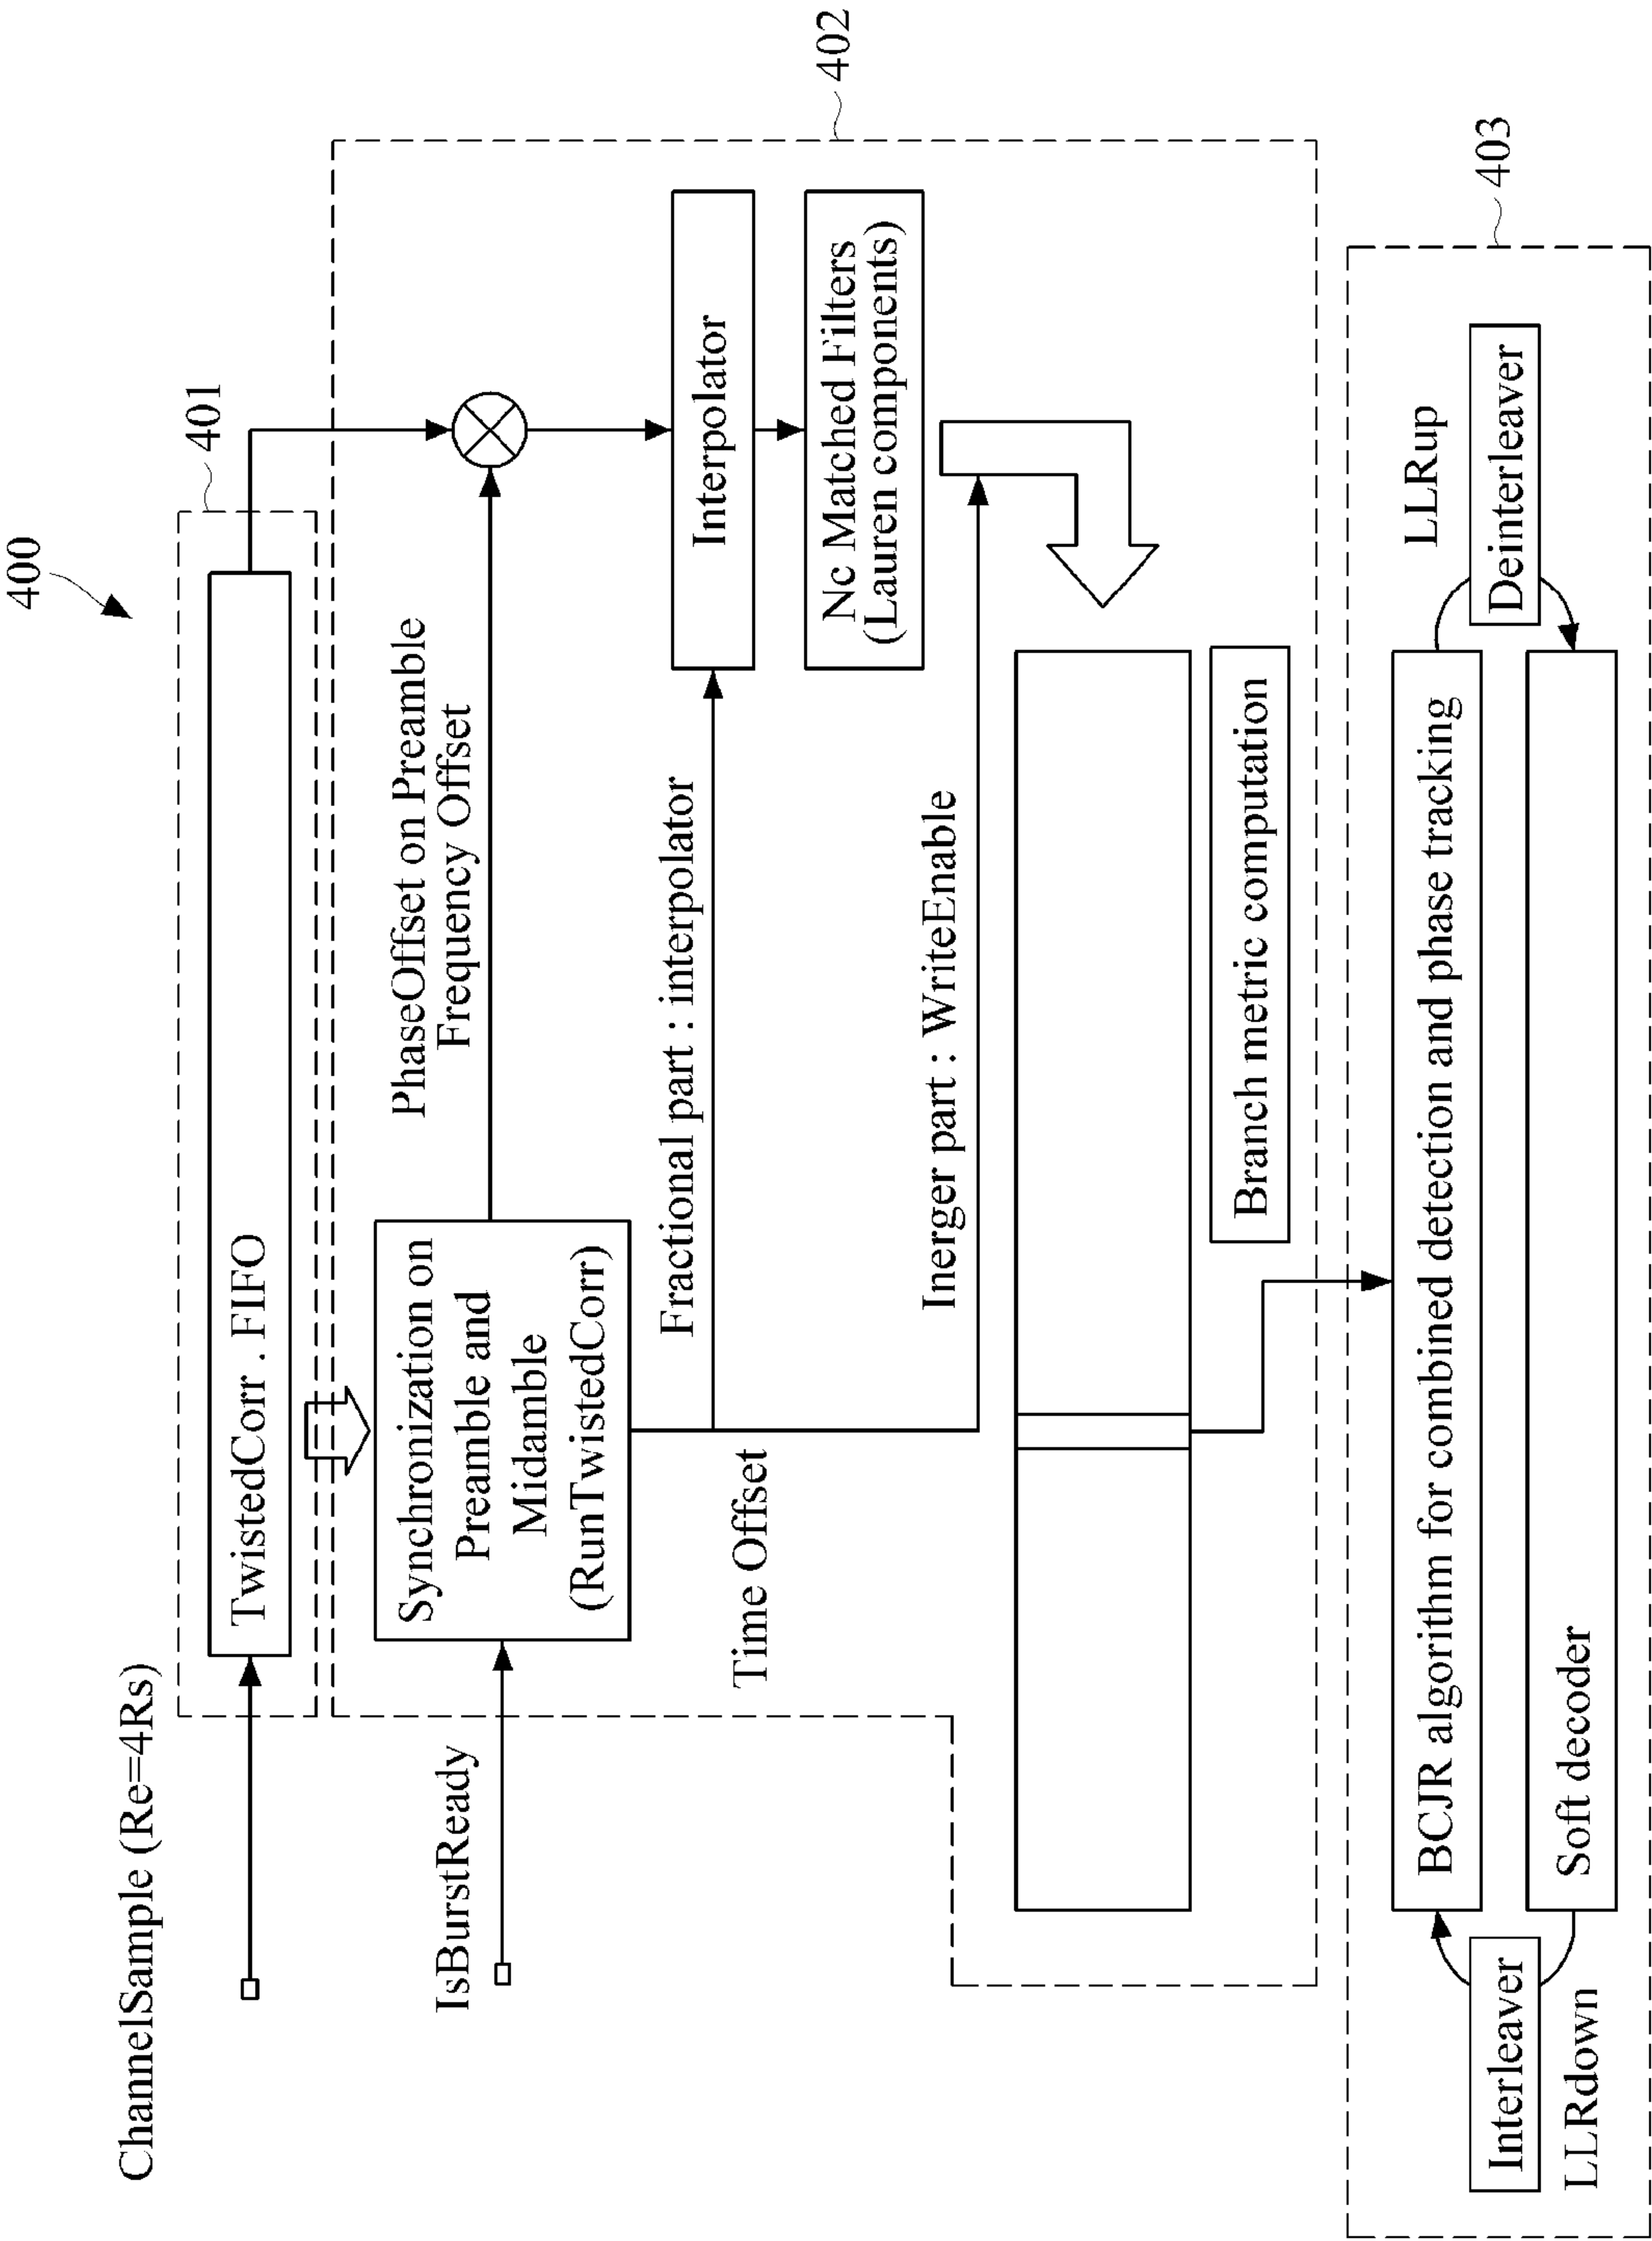 400
ChannelSample (Re=4Rs)
401
TwistedCorr . FIFO
402
IsBurstReady
Synchronization on
Preamble and
Midamble
(RunTwistedCorr)
PhaseOffset on Preamble
Frequency Offset
Fractional part : interpolator
Interpolator
Time Offset
Nc Matched Filters
(Lauren components)
Inerger part : WriteEnable
Branch metric computation
403
LLRup
BCJR algorithm for combined detection and phase tracking
Interleaver
Deinterleaver
LLRdown
Soft decoder